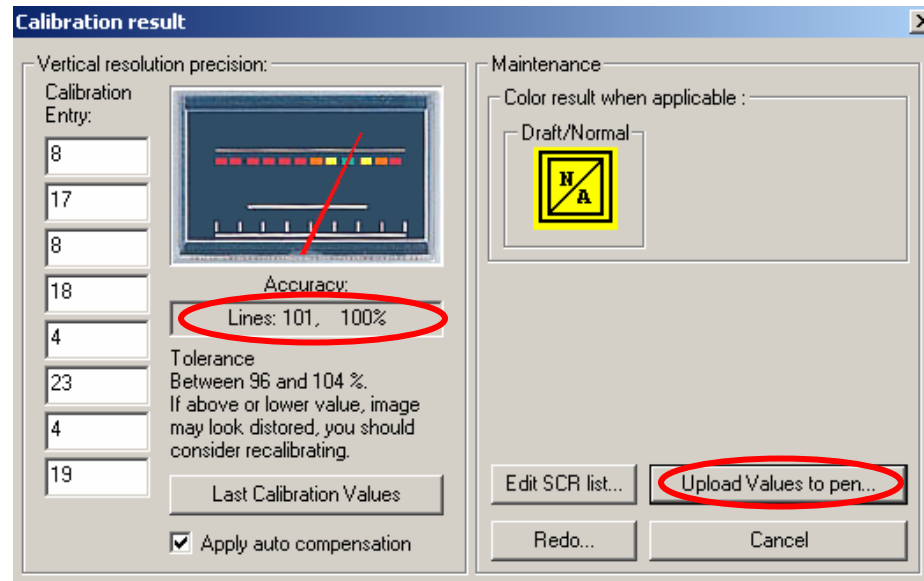 Calibration result
Vertical resolution precision:
Calibration
Entry:
8
17
8
18
4
23
4
19
Accuracy:
Lines: 101,    100%
Tolerance
Between 96 and 104 %.
If above or lower value, image
may look distored, you should
consider recalibrating.
Last Calibration Values
Apply auto compensation
Maintenance
Color result when applicable :
Draft/Normal
N
A
Edit SCR list...
Upload Values to pen...
Redo...
Cancel